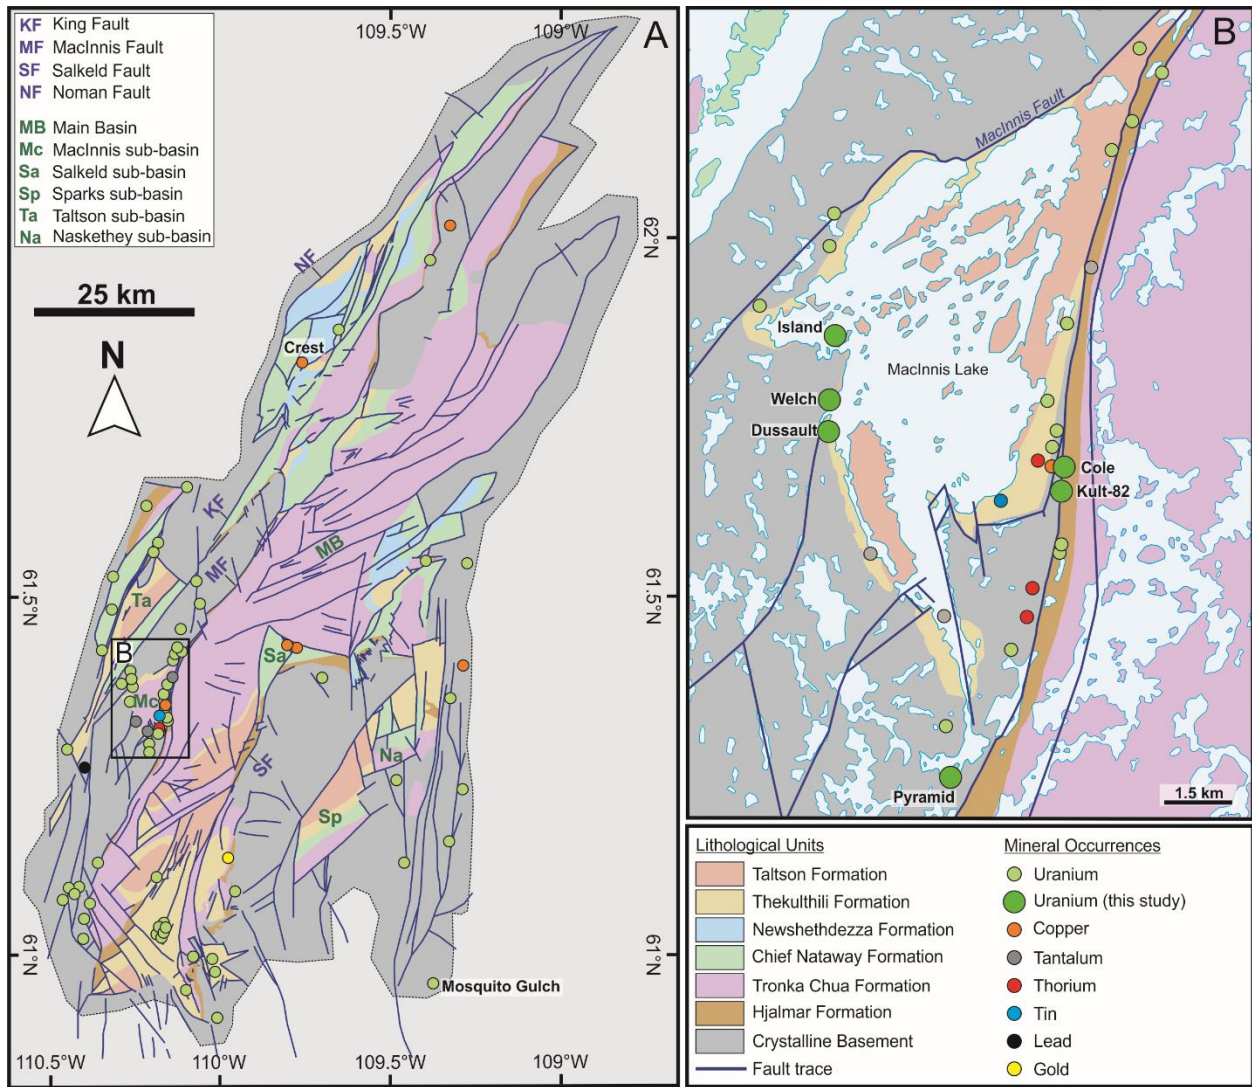 KF King Fault
MF MacInnis Fault
SF Salkeld Fault
NF Noman Fault
MB Main Basin
Mc MacInnis sub-basin
Sa Salkeld sub-basin
Sp Sparks sub-basin
Ta Taltson sub-basin
Na Naskethey sub-basin
25 km
N
109.5°W
109°W
A
62°N
NF
Crest
KF
MB
MF
61.5°N
61.5°N
Ta
B
Sa
Mc
Na
SF
Sp
61°N
61°N
Mosquito Gulch
110.5°W
110°W
109.5°W
109°W
B
MacInnis Fault
Island
MacInnis Lake
Welch
Dussault
Cole
Kult-82
Pyramid
1.5 km
Lithological Units
Taltson Formation
Thekulthili Formation
Newshethdezza Formation
Chief Nataway Formation
Tronka Chua Formation
Hjalmar Formation
Crystalline Basement
Fault trace
Mineral Occurrences
Uranium
Uranium (this study)
Copper
Tantalum
Thorium
Tin
Lead
Gold